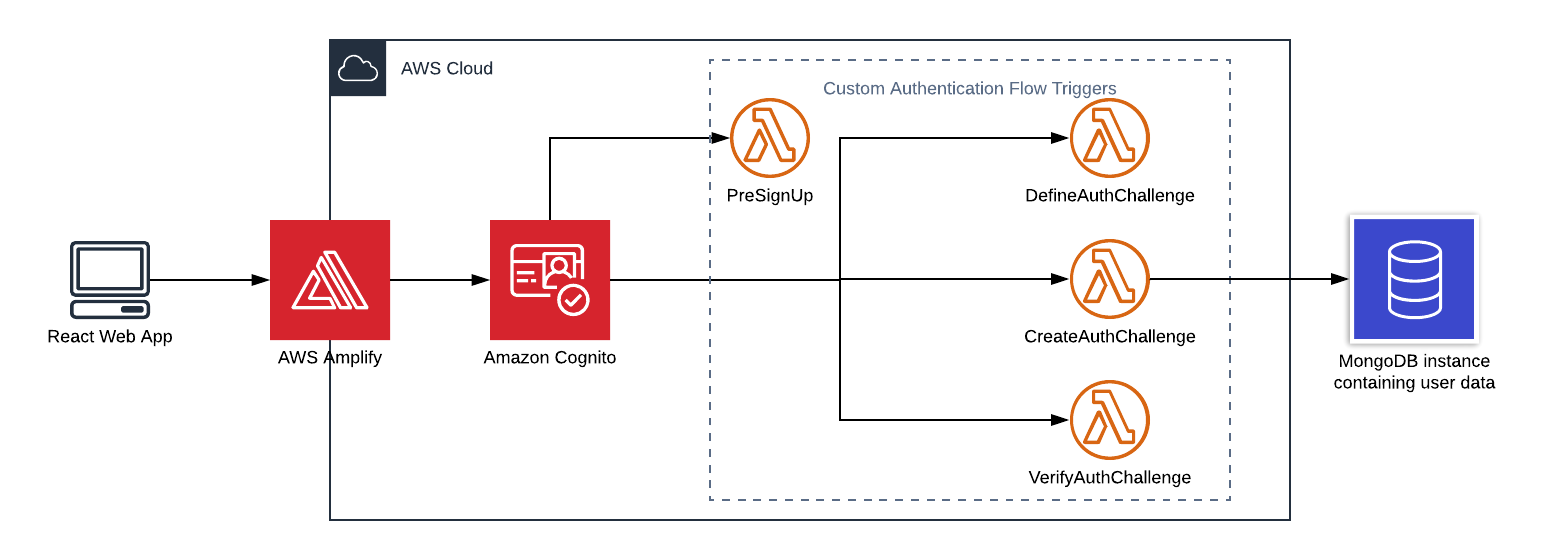 AWS Cloud
Custom Authentication Flow Triggers
PreSignUp
DefineAuthChallenge
React Web App
AWS Amplify
Amazon Cognito
CreateAuthChallenge
MongoDB instance
containing user data
VerifyAuthChallenge